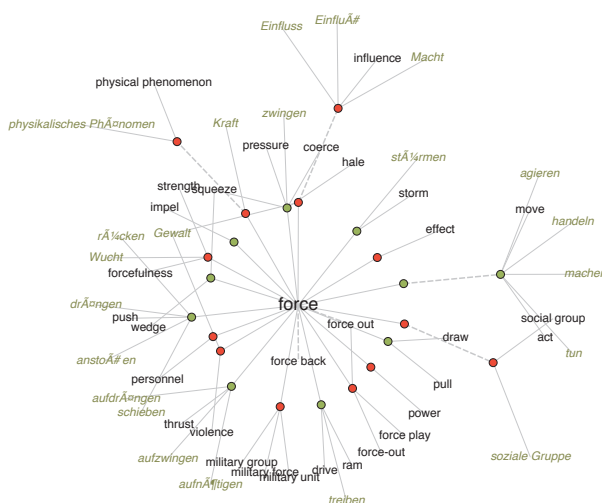 EinfluÃ#
Einfluss
influence
Macht
physical phenomenon
zwingen
physikalisches PhÃ¤nomen
Kraft
pressure
coerce
stÃ¼rmen
hale
agieren
strength
squeeze
storm
impel
move
handeln
rÃ¼cken
Gewalt
effect
Wucht
forcefulness
machen
drÃ¤ngen
force
push
wedge
force out
social group
draw
act
anstoÃ# en
force back
tun
personnel
pull
aufdrÃ¤ngen
schieben
power
thrust
violence
force play
aufzwingen
force-out
soziale Gruppe
military group
military force
military unit
drive
ram
aufnÃ¶tigen
treiben